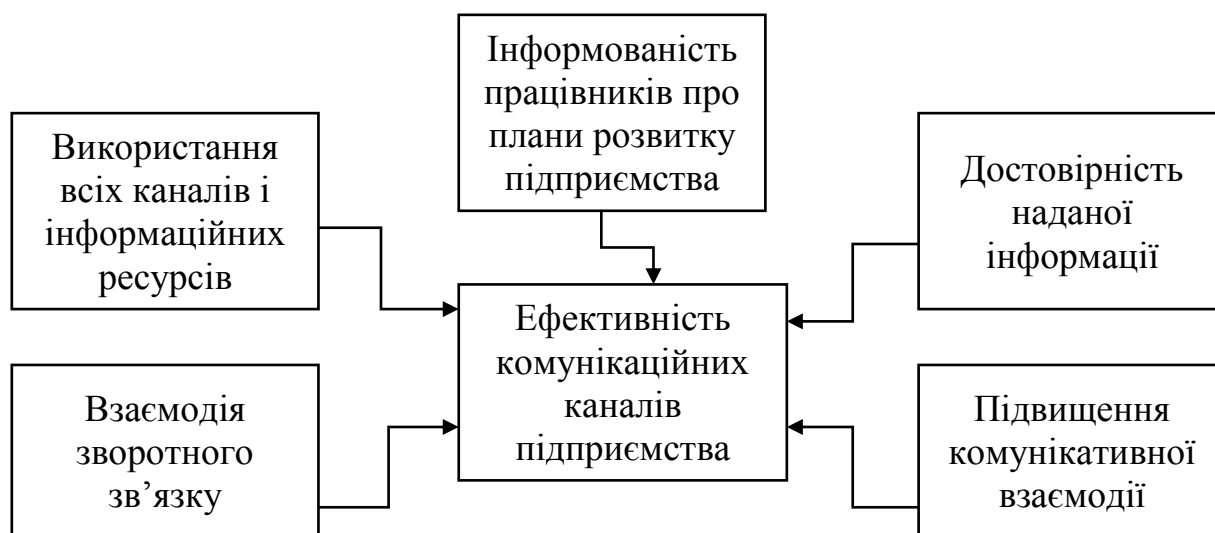 Інформованість
працівників про
плани розвитку
підприємства
Використання
всіх каналів і
інформаційних
ресурсів
Достовірність
наданої
інформації
Ефективність
комунікаційних
каналів
підприємства
Взаємодія
зворотного
зв’язку
Підвищення
комунікативної
взаємодії